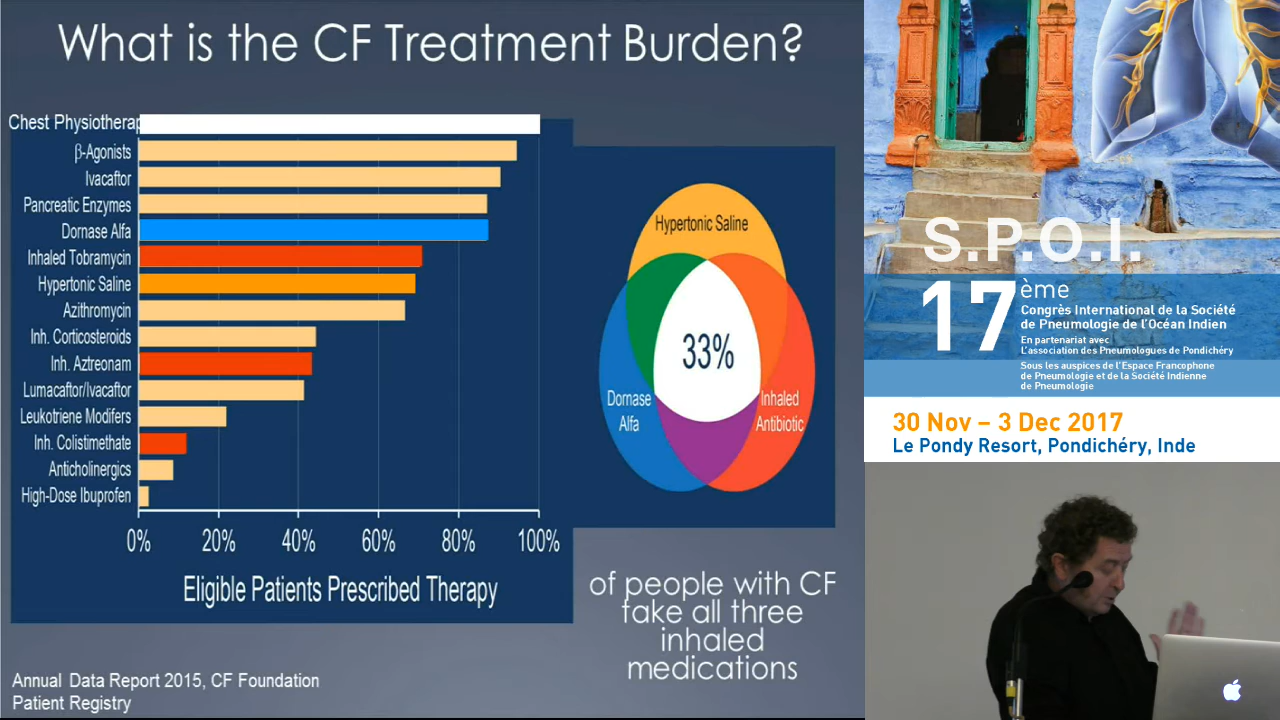 What is the CF Treatment Burden?
Chest Physiotherap
β-Agonists
Ivacaftor
Pancreatic Enzymes
Dornase Alfa
Inhaled Tobramycin
Hypertonic Saline
Azithromycin
Inh. Corticosteroids
Inh. Aztreonam
Lumacaftor/Ivacaftor
Leukotriene Modifers
Inh. Colistimethate
Anticholinergics
High-Dose Ibuprofen
0% 20% 40% 60% 80% 100%
Eligible Patients Prescribed Therapy
Hypertonic Saline
33%
Dornase
Alfa
Inhaled
Antibiotic
of people with CF
fake all three
inhaled
medications
Annual Data Report 2015, CF Foundation
Patient Registry
S.P.O.I.
17ème
Congrès International de la Société
de Pneumologie de l'Océan Indien
En partenariat avec
L'association des Pneumologues de Pondichéry
Sous les auspices de l'Espace Francophone
de Pneumologie et de la Société Indienne
de Pneumologie
30 Nov – 3 Dec 2017
Le Pondy Resort, Pondichéry, Inde